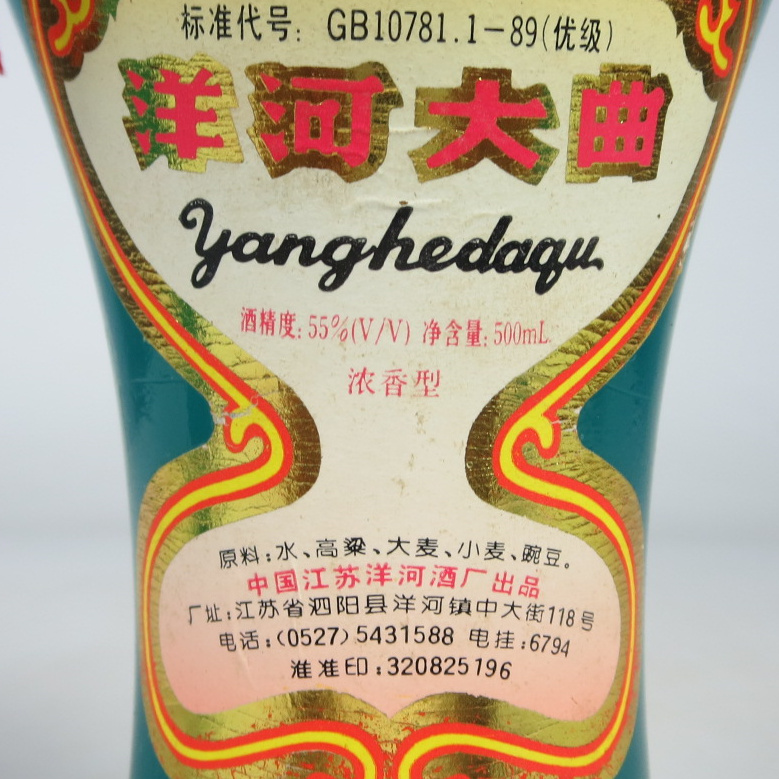 标准代号: GB10781.1-89(优级)
洋河大曲
Yanghedaqu
酒精度: 55%(V/V) 净含量: 500mL
浓香型
原料:水、高粱、大麦、小麦、豌豆。
中国江苏洋河酒厂出品
厂址:江苏省泗阳县洋河镇中大街118号
电话:(0527)5431588 电挂:6794
淮准印:320825196